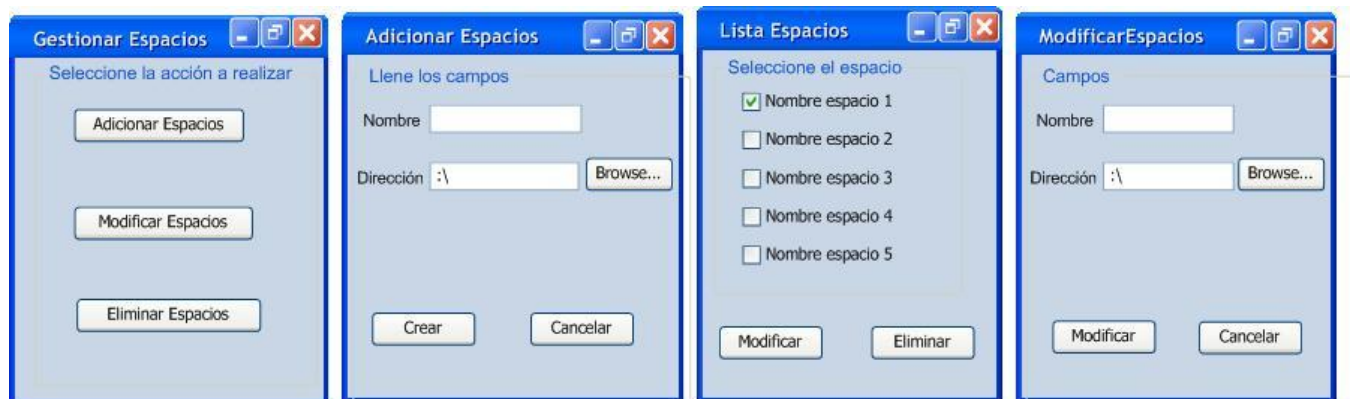 Gestionar Espacios
Seleccione la acción a realizar
Adicionar Espacios
Modificar Espacios
Eliminar Espacios
Adicionar Espacios
Llene los campos
Nombre
Dirección :\ Browse...
Crear Cancelar
Lista Espacios
Seleccione el espacio
Nombre espacio 1
Nombre espacio 2
Nombre espacio 3
Nombre espacio 4
Nombre espacio 5
Modificar Eliminar
ModificarEspacios
Campos
Nombre
Dirección :\ Browse...
Modificar Cancelar